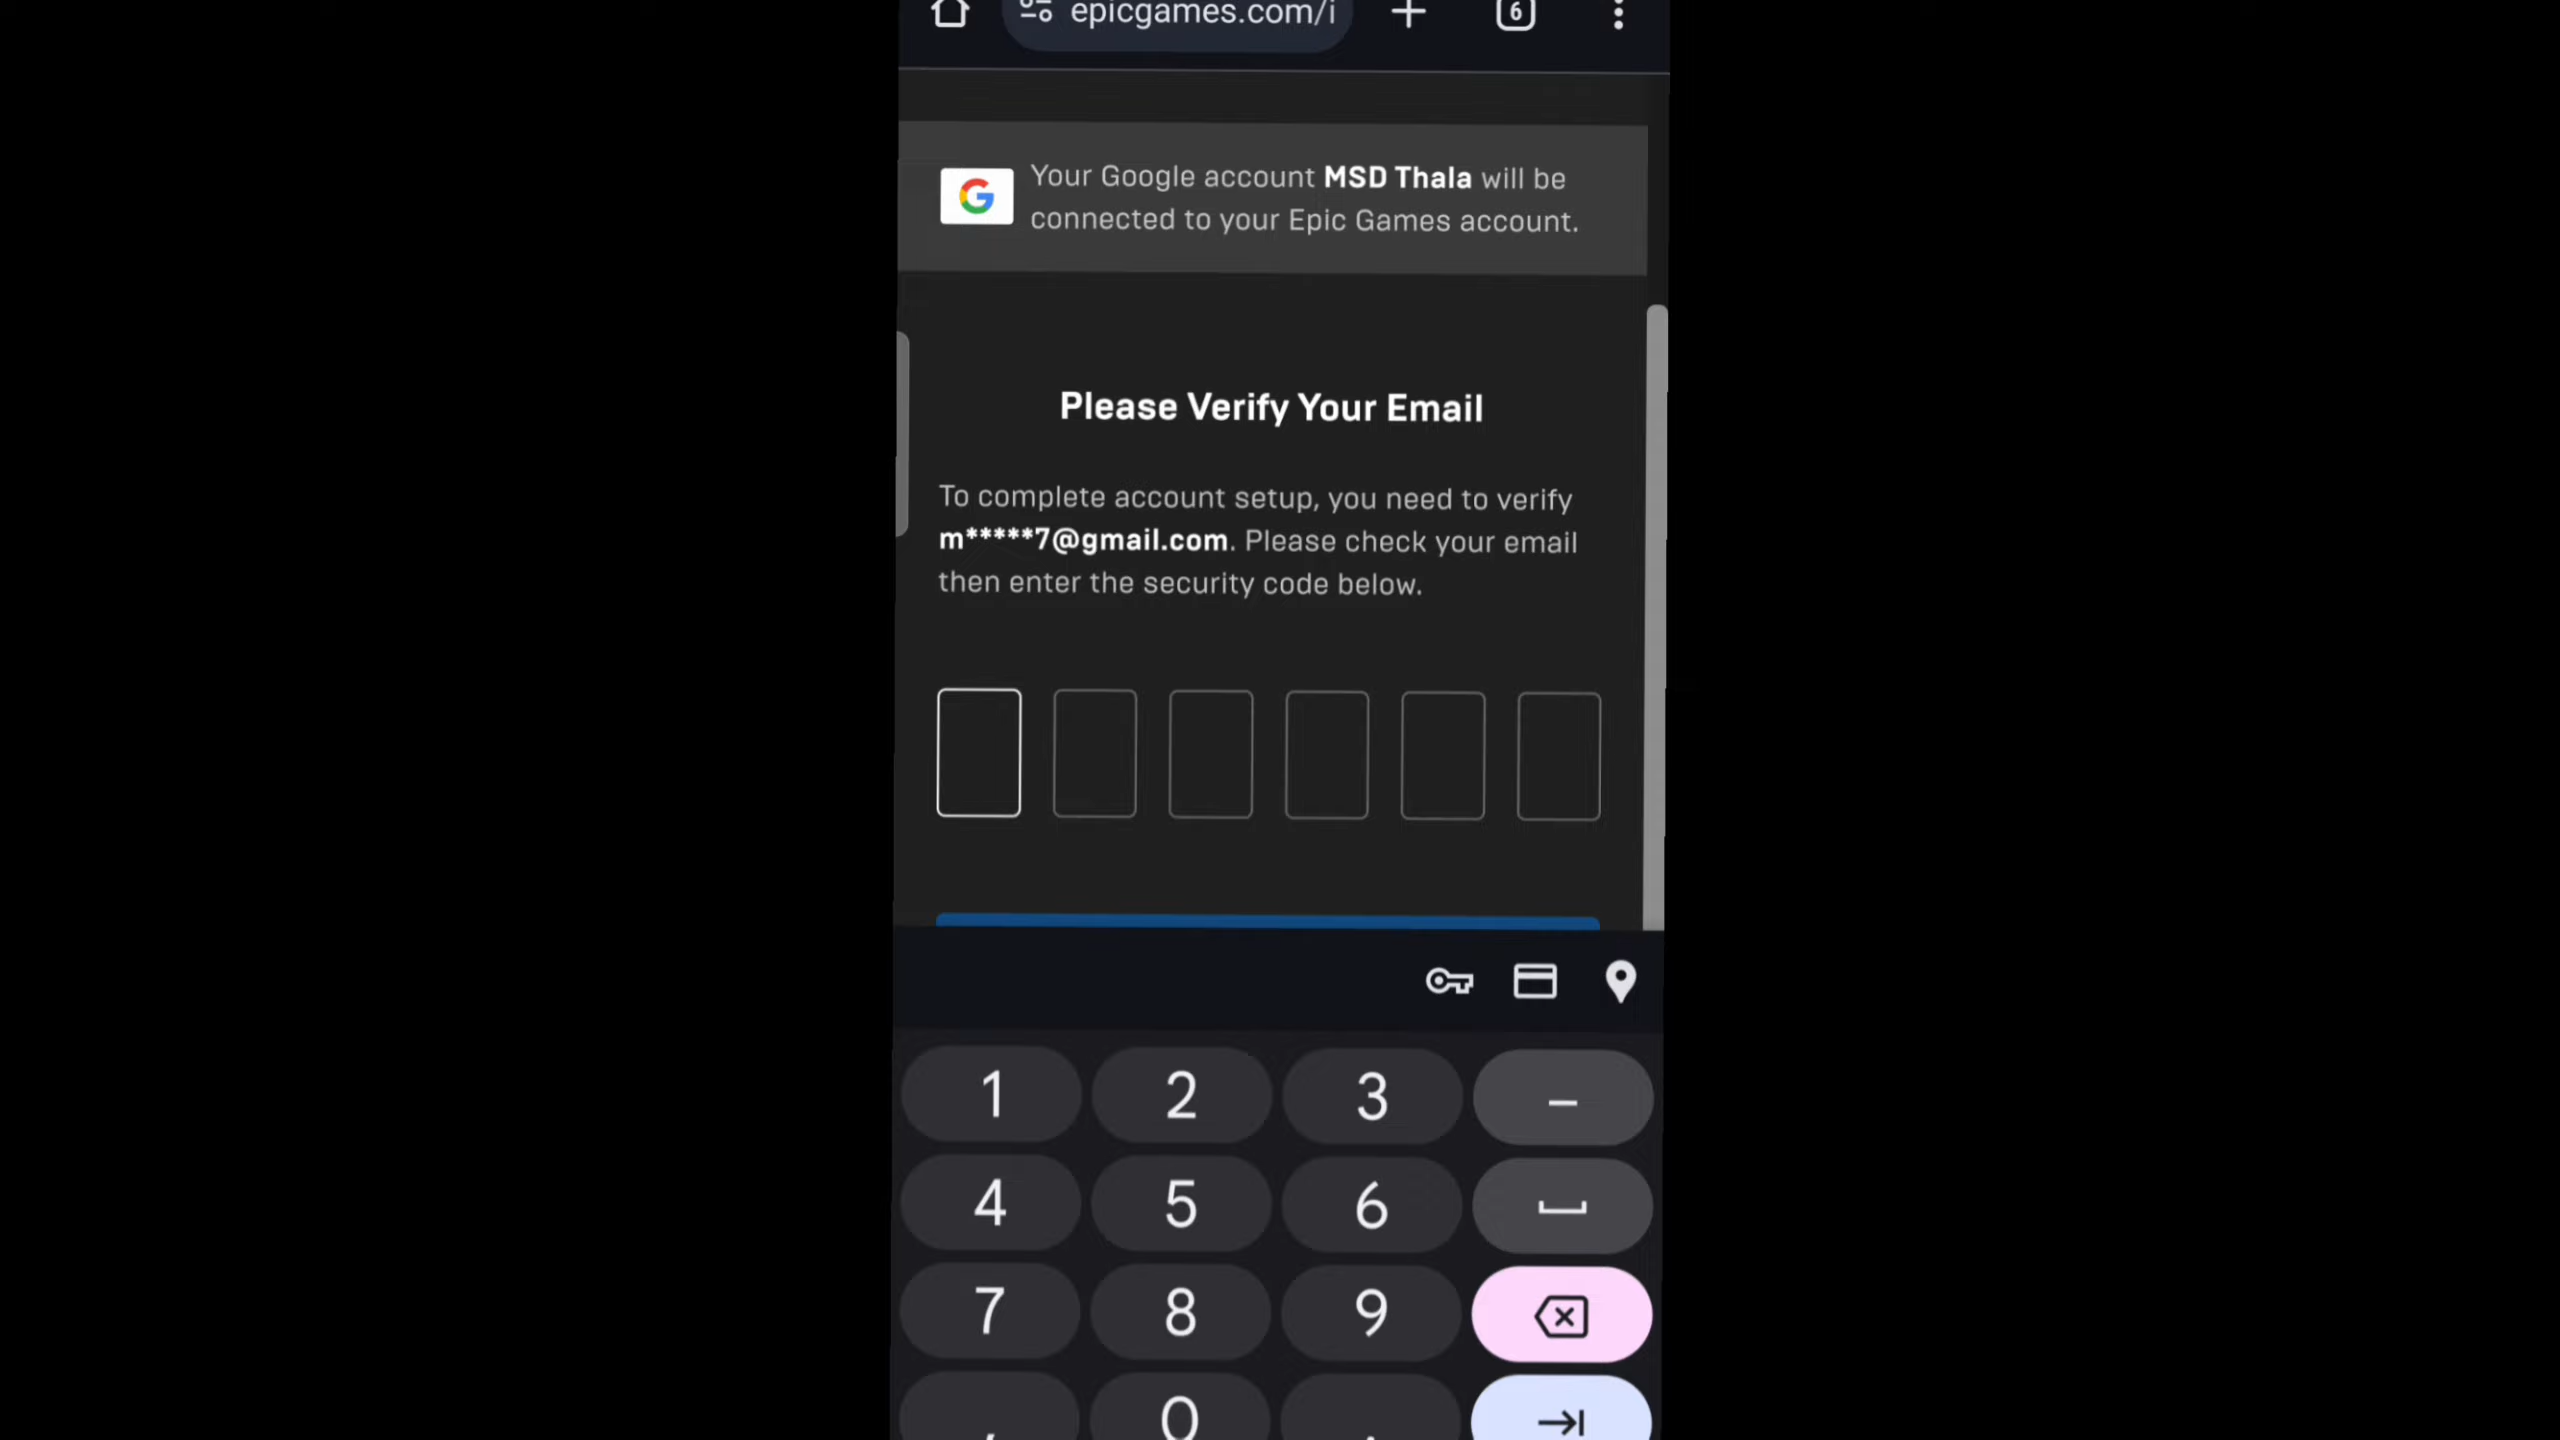 epicgames.com/i
6
Your Google account MSD Thala will be
connected to your Epic Games account.
Please Verify Your Email
To complete account setup, you need to verify
m*****7@gmail.com. Please check your email
then enter the security code below.
1 2 3 –
4 5 6
7 8 9
, 0 .